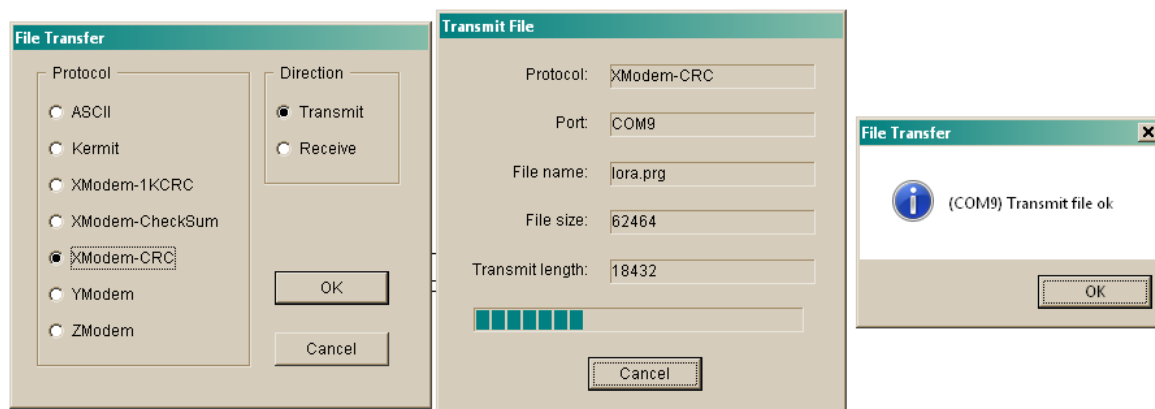 File Transfer
Protocol
ASCII
Kermit
XModem-1KCRC
XModem-CheckSum
XModem-CRC
YModem
ZModem
Direction
Transmit
Receive
OK
Cancel
Transmit File
Protocol: XModem-CRC
Port: COM9
File name: lora.prg
File size: 62464
Transmit length: 18432
Cancel
File Transfer
(COM9) Transmit file ok
OK